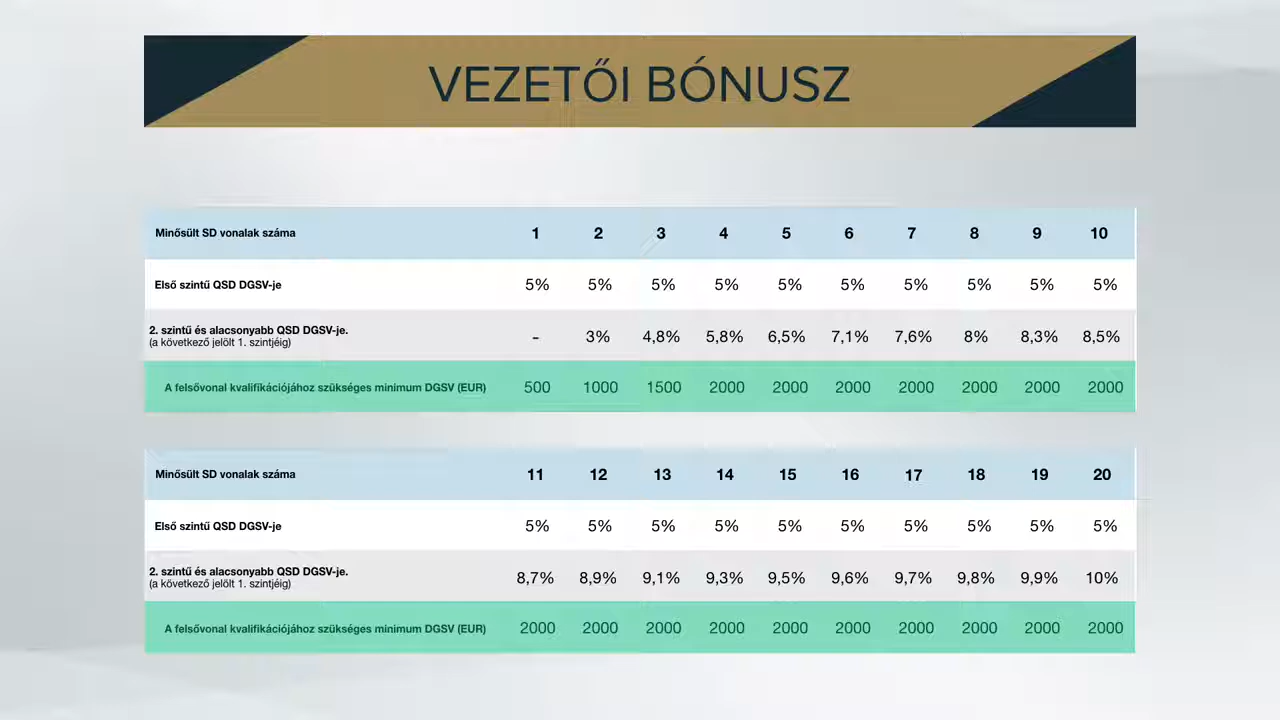 VEZETŐI BÓNUSZ
Minősült SD vonalak száma 1 2 3 4 5 6 7 8 9 10
Első szintű QSD DGSV-je 5% 5% 5% 5% 5% 5% 5% 5% 5% 5%
2. szintű és alacsonyabb QSD DGSV-je.
(a következő jelölt 1. szintjéig) - 3% 4,8% 5,8% 6,5% 7,1% 7,6% 8% 8,3% 8,5%
A felsővonal kvalifikációjához szükséges minimum DGSV (EUR) 500 1000 1500 2000 2000 2000 2000 2000 2000 2000
Minősült SD vonalak száma 11 12 13 14 15 16 17 18 19 20
Első szintű QSD DGSV-je 5% 5% 5% 5% 5% 5% 5% 5% 5% 5%
2. szintű és alacsonyabb QSD DGSV-je.
(a következő jelölt 1. szintjéig) 8,7% 8,9% 9,1% 9,3% 9,5% 9,6% 9,7% 9,8% 9,9% 10%
A felsővonal kvalifikációjához szükséges minimum DGSV (EUR) 2000 2000 2000 2000 2000 2000 2000 2000 2000 2000